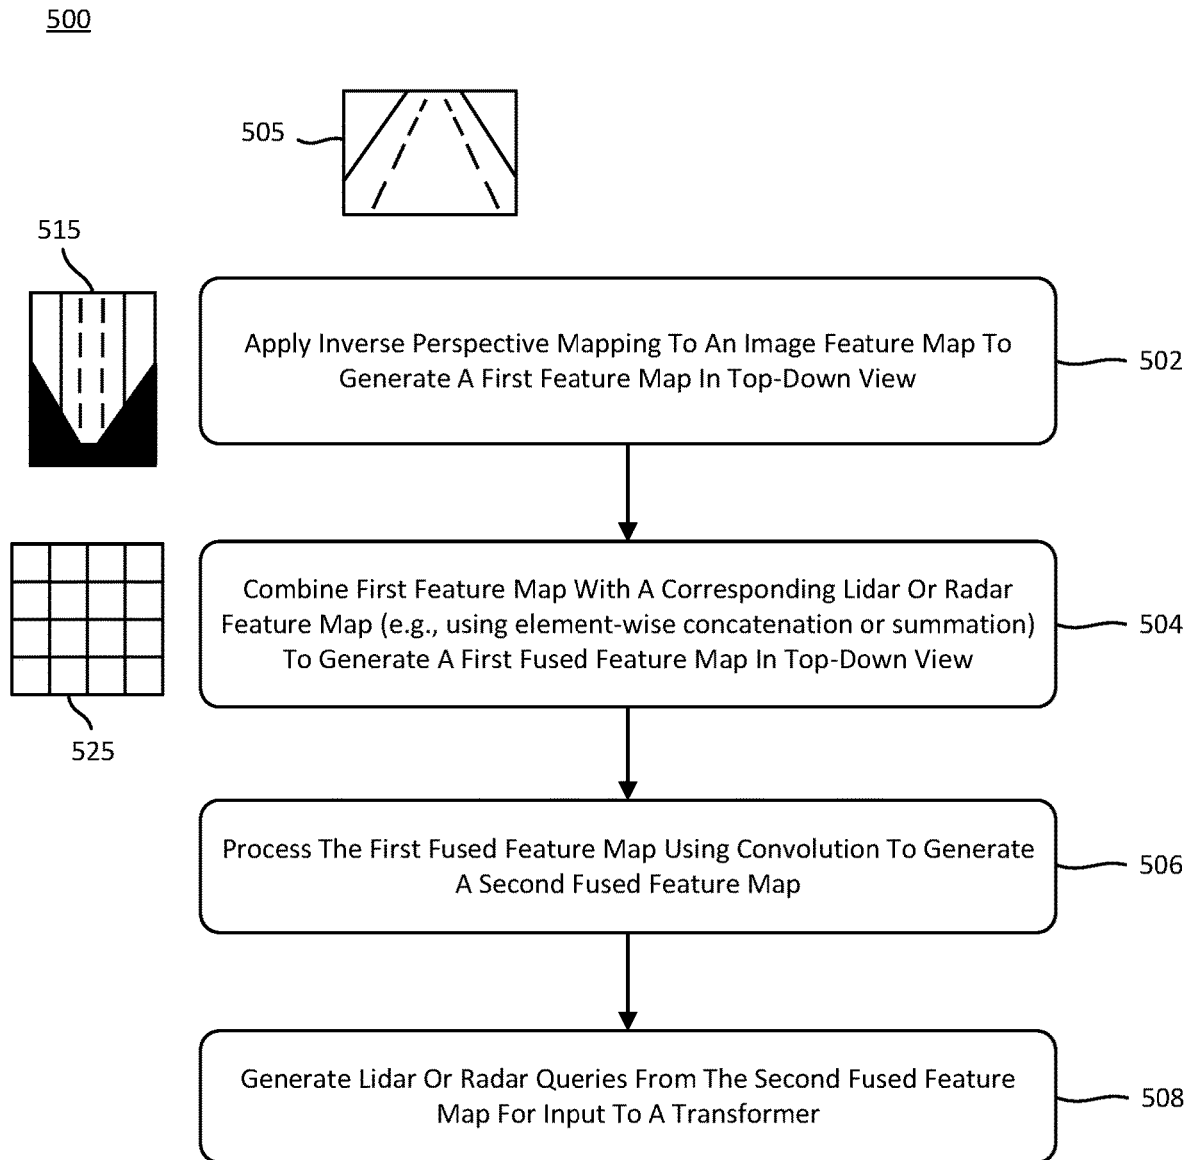 500
505
515
Apply Inverse Perspective Mapping To An Image Feature Map To
Generate A First Feature Map In Top-Down View
502
Combine First Feature Map With A Corresponding Lidar Or Radar
Feature Map (e.g., using element-wise concatenation or summation)
To Generate A First Fused Feature Map In Top-Down View
504
525
Process The First Fused Feature Map Using Convolution To Generate
A Second Fused Feature Map
506
Generate Lidar Or Radar Queries From The Second Fused Feature
Map For Input To A Transformer
508